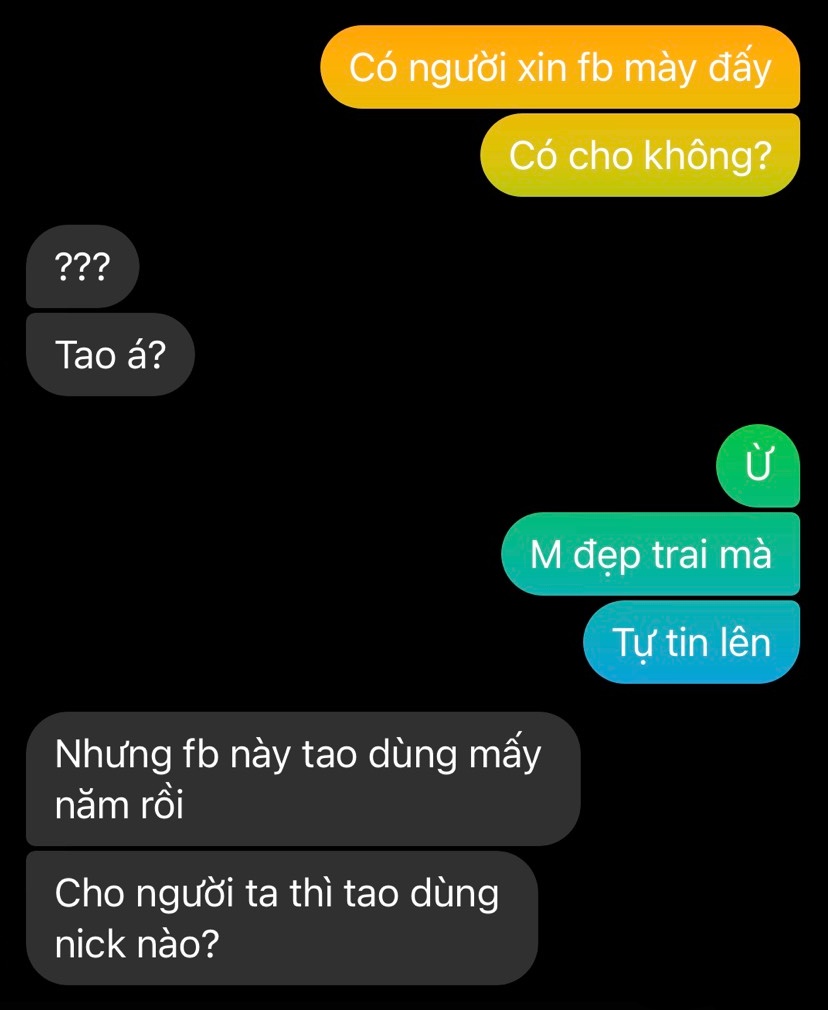 Có người xin fb mày đấy
Có cho không?
???
Tao á?
Ừ
M đẹp trai mà
Tự tin lên
Nhưng fb này tao dùng mấy
năm rồi
Cho người ta thì tao dùng
nick nào?